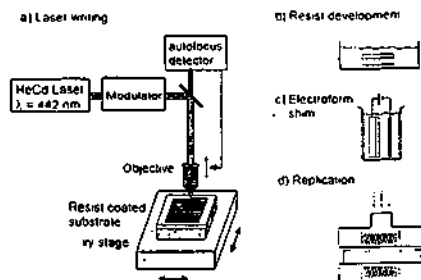 a) Laser writing
autofocus
detector
HeCd Laser
λ = 442 nm
Modulator
Objective
Resist coated
substrate
xy stage
b) Resist development
c) Electroform
shim
d) Replication